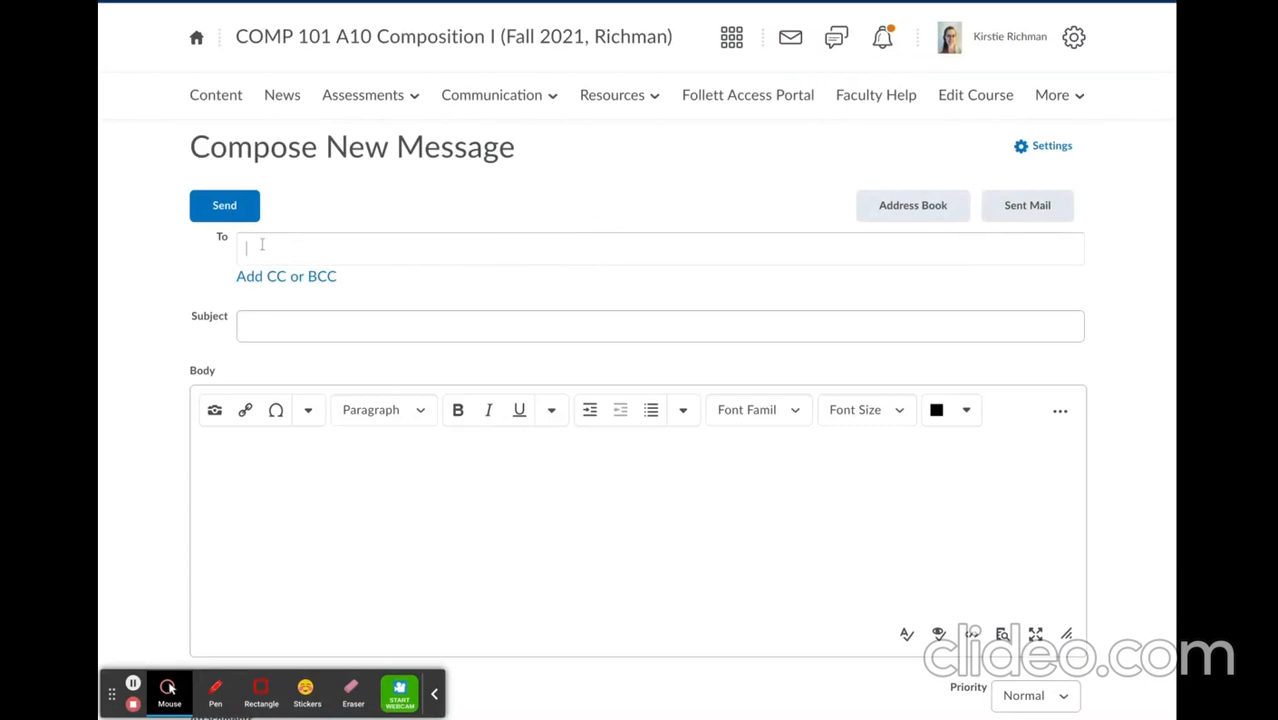 COMP 101 A10 Composition I (Fall 2021, Richman)
Kirstie Richman
Content News Assessments Communication Resources Follett Access Portal Faculty Help Edit Course More
Compose New Message
Settings
Send
Address Book Sent Mail
To
Add CC or BCC
Subject
Body
Paragraph B I U Font Famil Font Size
clideo.com
Priority Normal
Mouse Pen Rectangle Stickers Eraser START WEBCAM